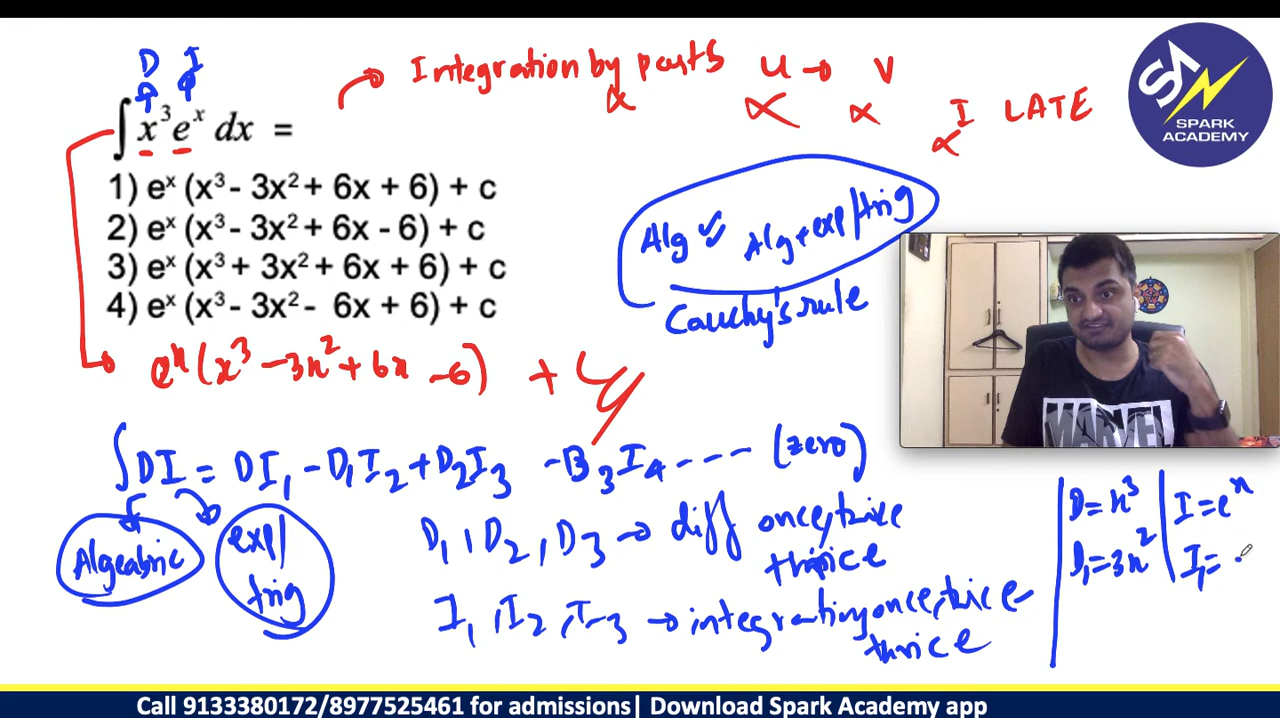 D I
Integration by parts u → v
∝ ∝ ∝
I LATE
∝
SPARK
ACADEMY
∫ x³eˣ dx =
1) eˣ (x³ - 3x² + 6x + 6) + c
2) eˣ (x³ - 3x² + 6x - 6) + c
3) eˣ (x³ + 3x² + 6x + 6) + c
4) eˣ (x³ - 3x² - 6x + 6) + c
Alg ✓ Alg+exp/trig
Cauchy's rule
eˣ(x³ - 3x² + 6x - 6) +
MARVEL
∫DI = DI₁ - D₁I₂ + D₂I₃ - D₃I₄ ---- (zero)
Algeabric
exp/
trig
D₁, D₂, D₃ → diff once, twice
thripice
I₁, I₂, I₃ → integrating once, twice
thrice
D = x³ I = eˣ
D₁ = 3x² I₁ =
Call 9133380172/8977525461 for admissions| Download Spark Academy app